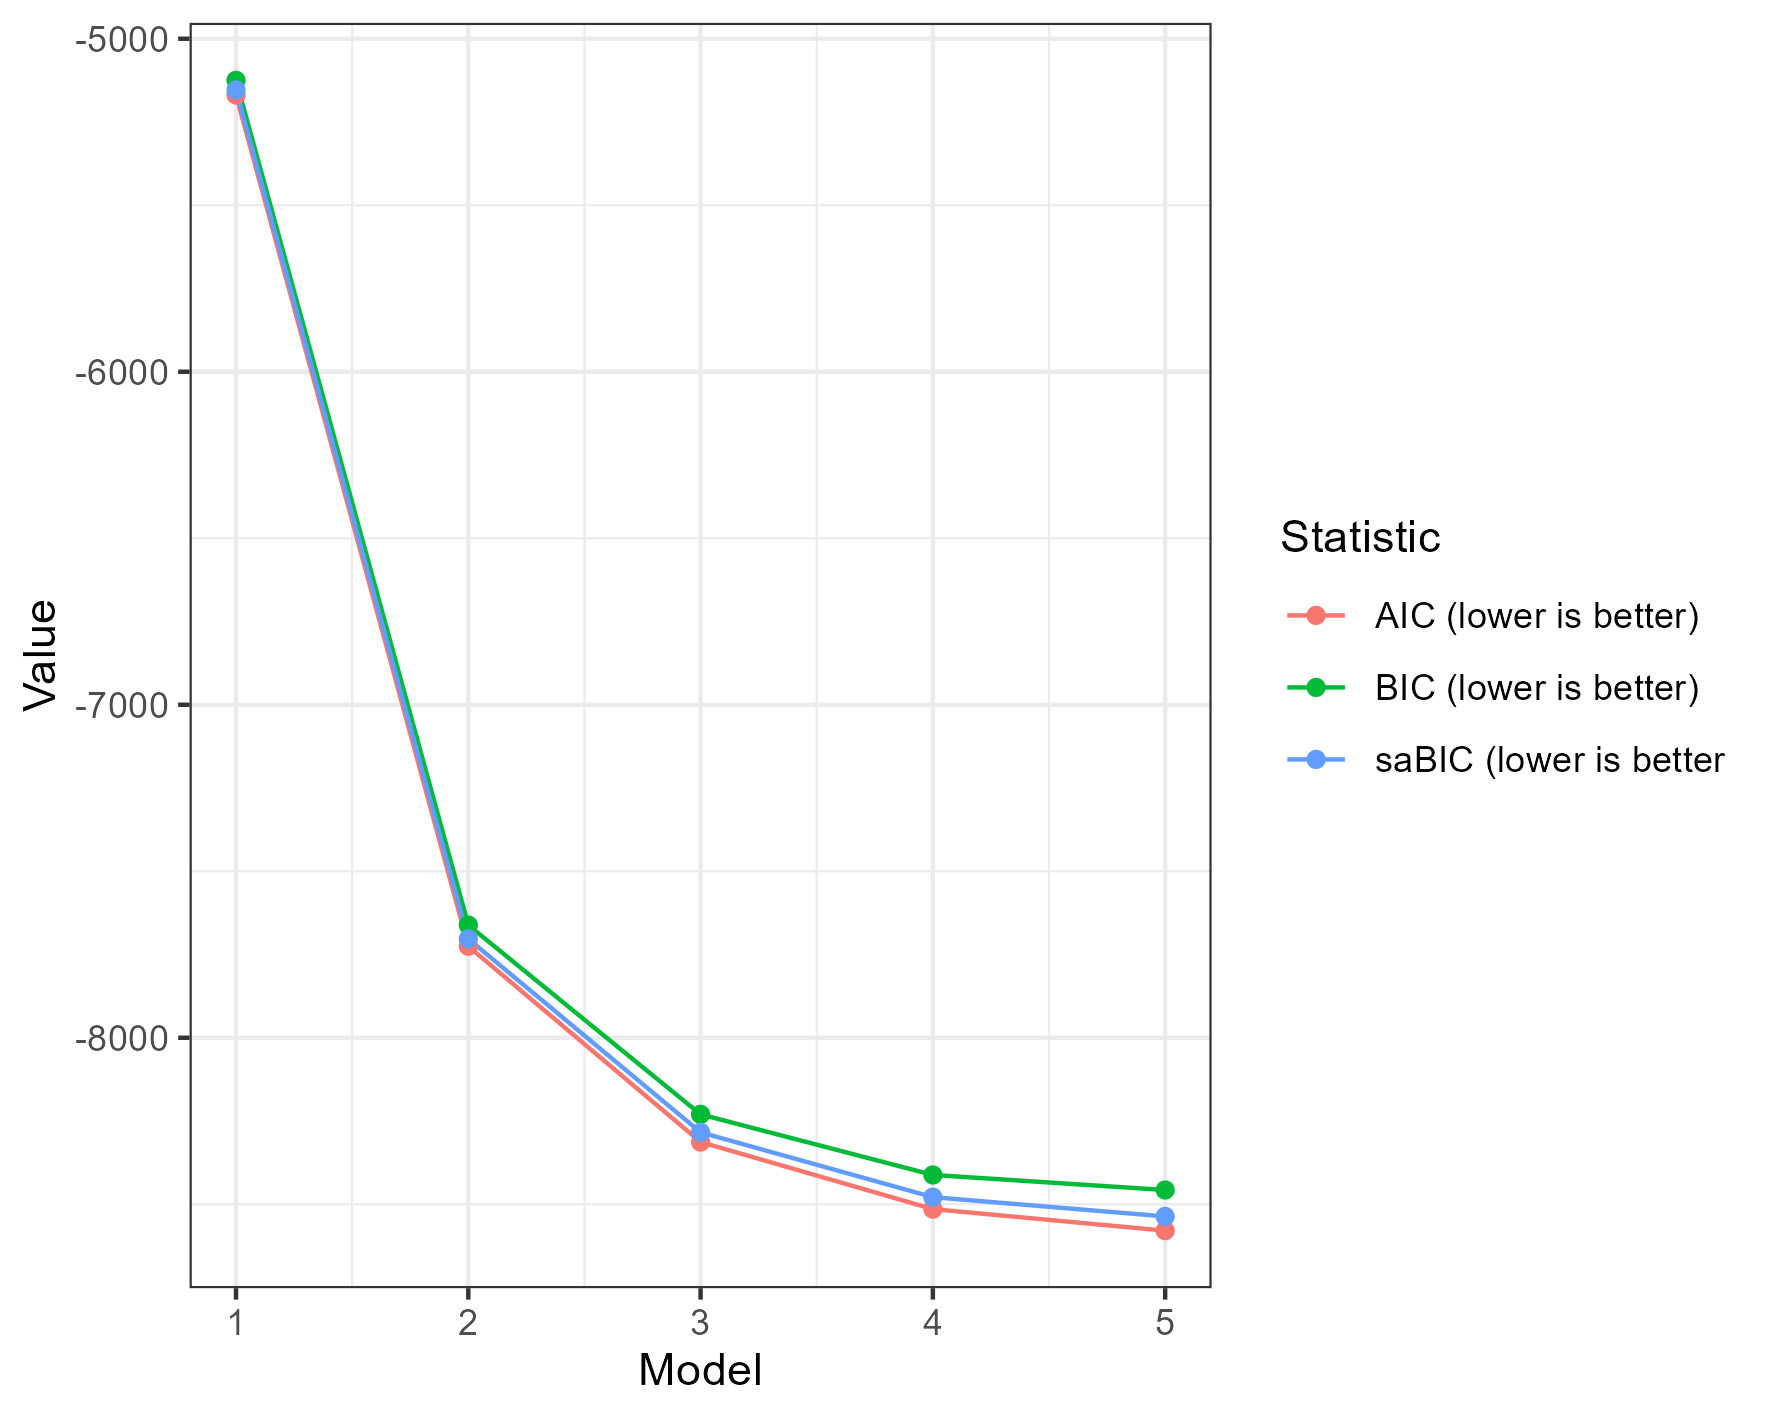 -5000
-6000
-7000
-8000
Value
1 2 3 4 5
Model
Statistic
AIC (lower is better)
BIC (lower is better)
saBIC (lower is better